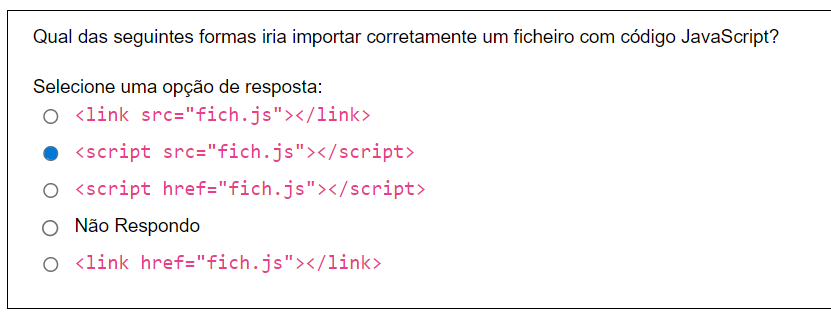 Qual das seguintes formas iria importar corretamente um ficheiro com código JavaScript?
Selecione uma opção de resposta:
<link src="fich.js"></link>
<script src="fich.js"></script>
<script href="fich.js"></script>
Não Respondo
<link href="fich.js"></link>